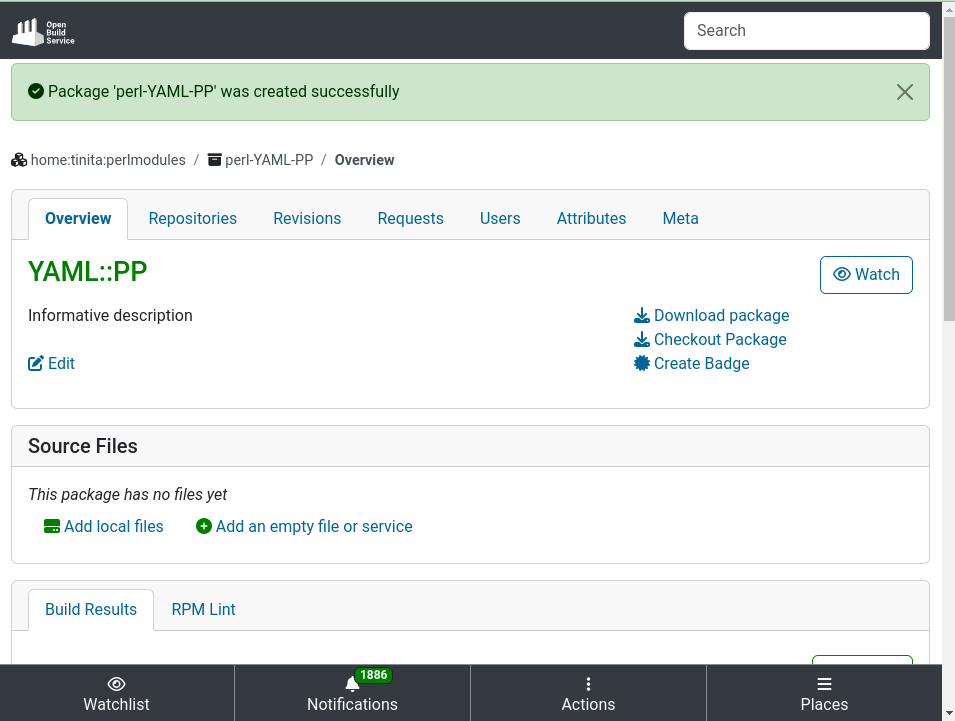 Open
Build
Service
Search
Package 'perl-YAML-PP' was created successfully
home:tinita:perlmodules / perl-YAML-PP / Overview
Overview Repositories Revisions Requests Users Attributes Meta
YAML::PP
Watch
Informative description
Download package
Checkout Package
Edit
Create Badge
Source Files
This package has no files yet
Add local files Add an empty file or service
Build Results RPM Lint
1886
Watchlist Notifications Actions Places